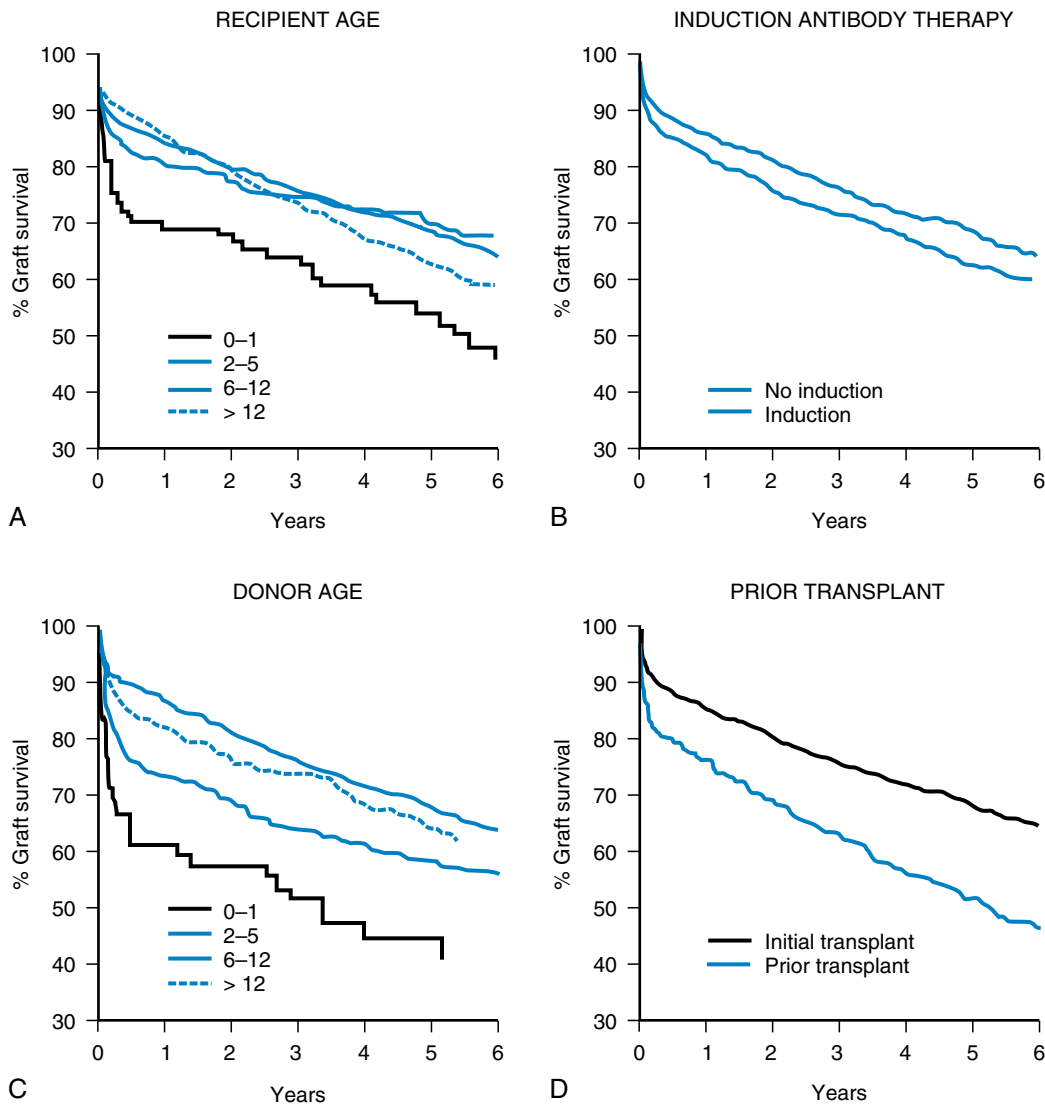 RECIPIENT AGE
% Graft survival
100
90
80
70
60
50
40
30
0–1
2–5
6–12
> 12
0 1 2 3 4 5 6
Years
A
INDUCTION ANTIBODY THERAPY
% Graft survival
100
90
80
70
60
50
40
30
No induction
Induction
0 1 2 3 4 5 6
Years
B
DONOR AGE
% Graft survival
100
90
80
70
60
50
40
30
0–1
2–5
6–12
> 12
0 1 2 3 4 5 6
Years
C
PRIOR TRANSPLANT
% Graft survival
100
90
80
70
60
50
40
30
Initial transplant
Prior transplant
0 1 2 3 4 5 6
Years
D